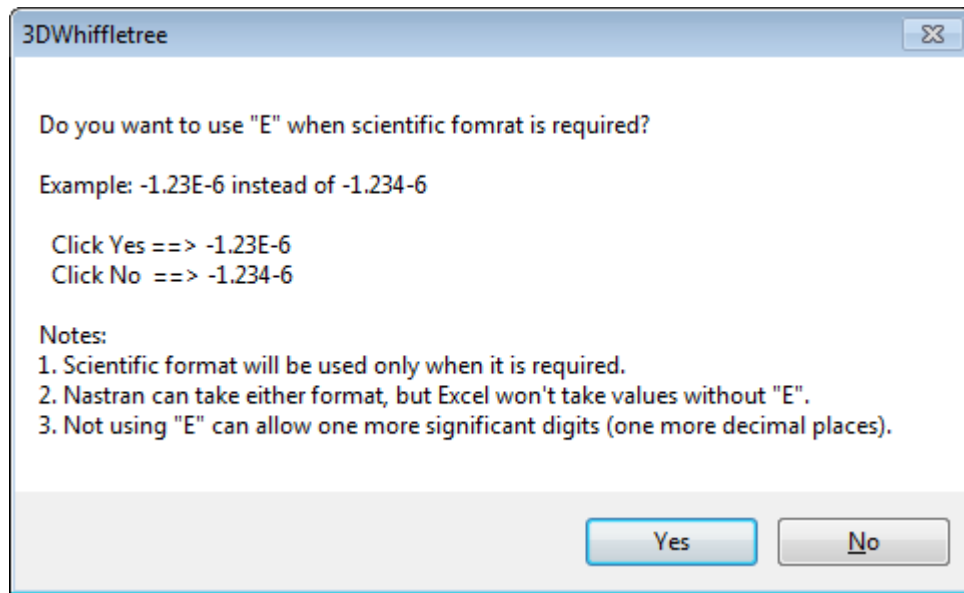 3DWhiffletree
Do you want to use "E" when scientific fomrat is required?
Example: -1.23E-6 instead of -1.234-6
Click Yes ==> -1.23E-6
Click No ==> -1.234-6
Notes:
1. Scientific format will be used only when it is required.
2. Nastran can take either format, but Excel won't take values without "E".
3. Not using "E" can allow one more significant digits (one more decimal places).
Yes No